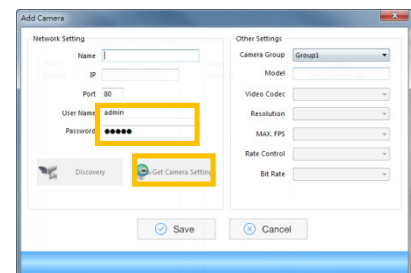 Add Camera
Network Setting
Name
IP
Port 80
User Name admin
Password ●●●●●
Discovery
Get Camera Setting
Other Settings
Camera Group Group1
Model
Video Codec
Resolution
MAX. FPS
Rate Control
Bit Rate
Save
Cancel